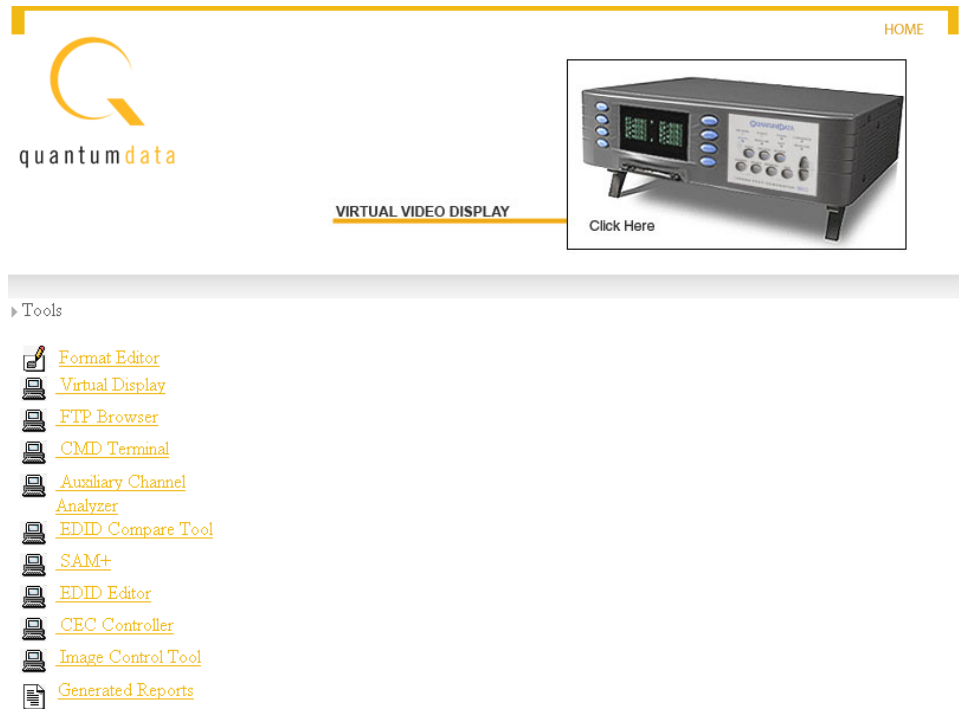 HOME
quantumdata
QUANTUMDATA
VIRTUAL VIDEO DISPLAY
Click Here
Tools
Format Editor
Virtual Display
FTP Browser
CMD Terminal
Auxiliary Channel
Analyzer
EDID Compare Tool
SAM+
EDID Editor
CEC Controller
Image Control Tool
Generated Reports